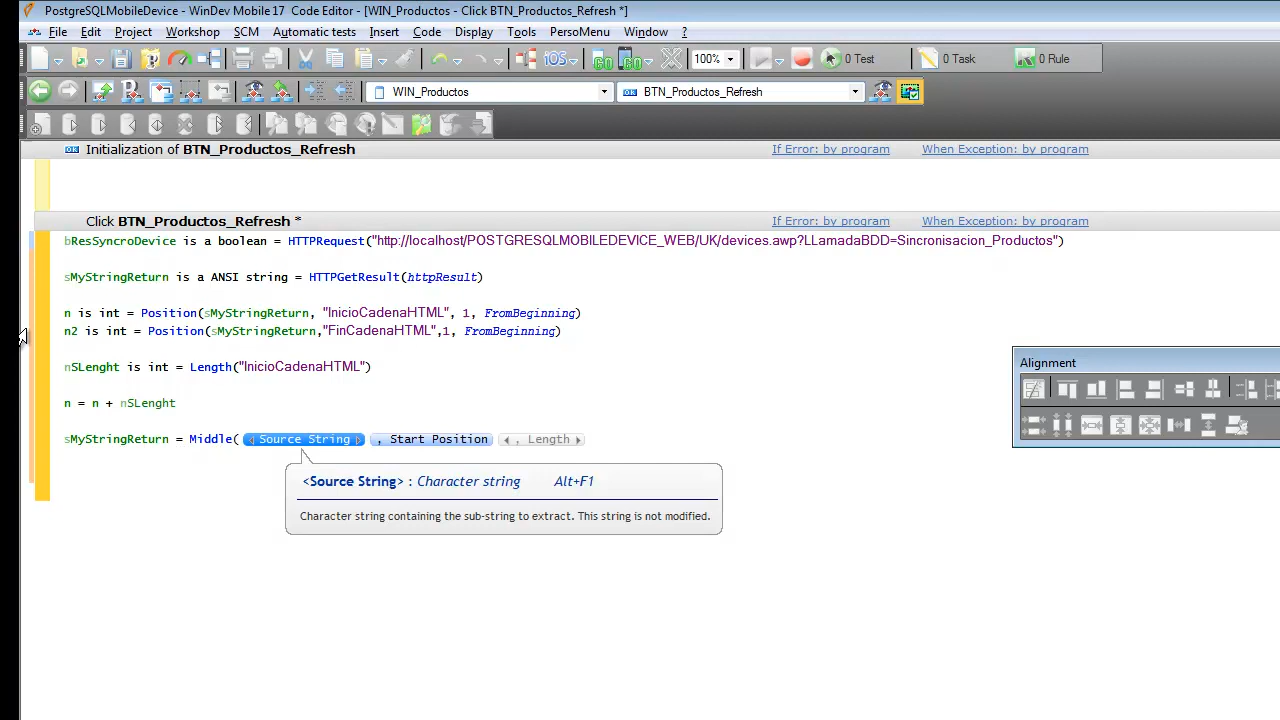 PostgreSQLMobileDevice - WinDev Mobile 17 Code Editor - [WIN_Productos - Click BTN_Productos_Refresh *]
File Edit Project Workshop SCM Automatic tests Insert Code Display Tools PersoMenu Window ?
iOS GO GO 100% 0 Test 0 Task 0 Rule
WIN_Productos BTN_Productos_Refresh
Initialization of BTN_Productos_Refresh If Error: by program When Exception: by program
Click BTN_Productos_Refresh * If Error: by program When Exception: by program
bResSyncroDevice is a boolean = HTTPRequest("http://localhost/POSTGRESQLMOBILEDEVICE_WEB/UK/devices.awp?LLamadaBDD=Sincronisacion_Productos")
sMyStringReturn is a ANSI string = HTTPGetResult(httpResult)
n is int = Position(sMyStringReturn, "InicioCadenaHTML", 1, FromBeginning)
n2 is int = Position(sMyStringReturn,"FinCadenaHTML",1, FromBeginning)
nSLenght is int = Length("InicioCadenaHTML")
n = n + nSLenght
sMyStringReturn = Middle( Source String , Start Position , Length
<Source String> : Character string Alt+F1
Character string containing the sub-string to extract. This string is not modified.
Alignment